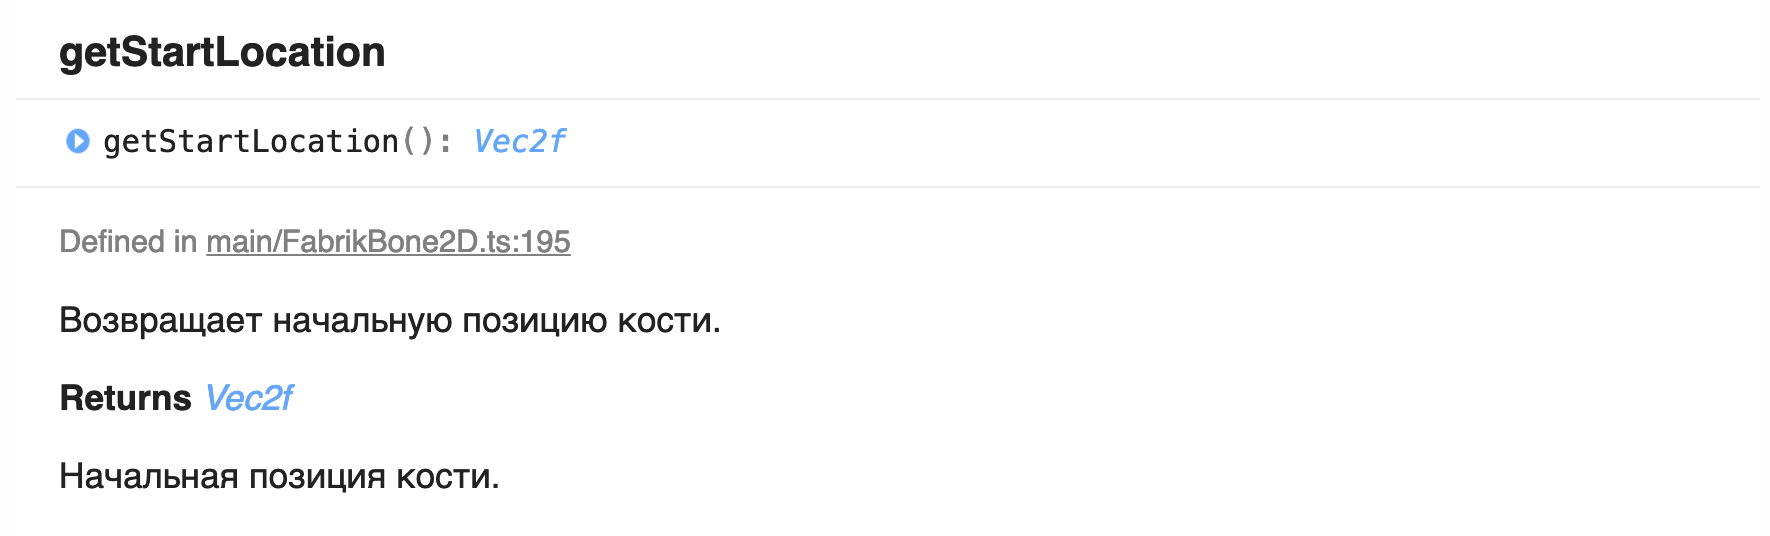 getStartLocation
getStartLocation(): Vec2f
Defined in main/FabrikBone2D.ts:195
Возвращает начальную позицию кости.
Returns Vec2f
Начальная позиция кости.